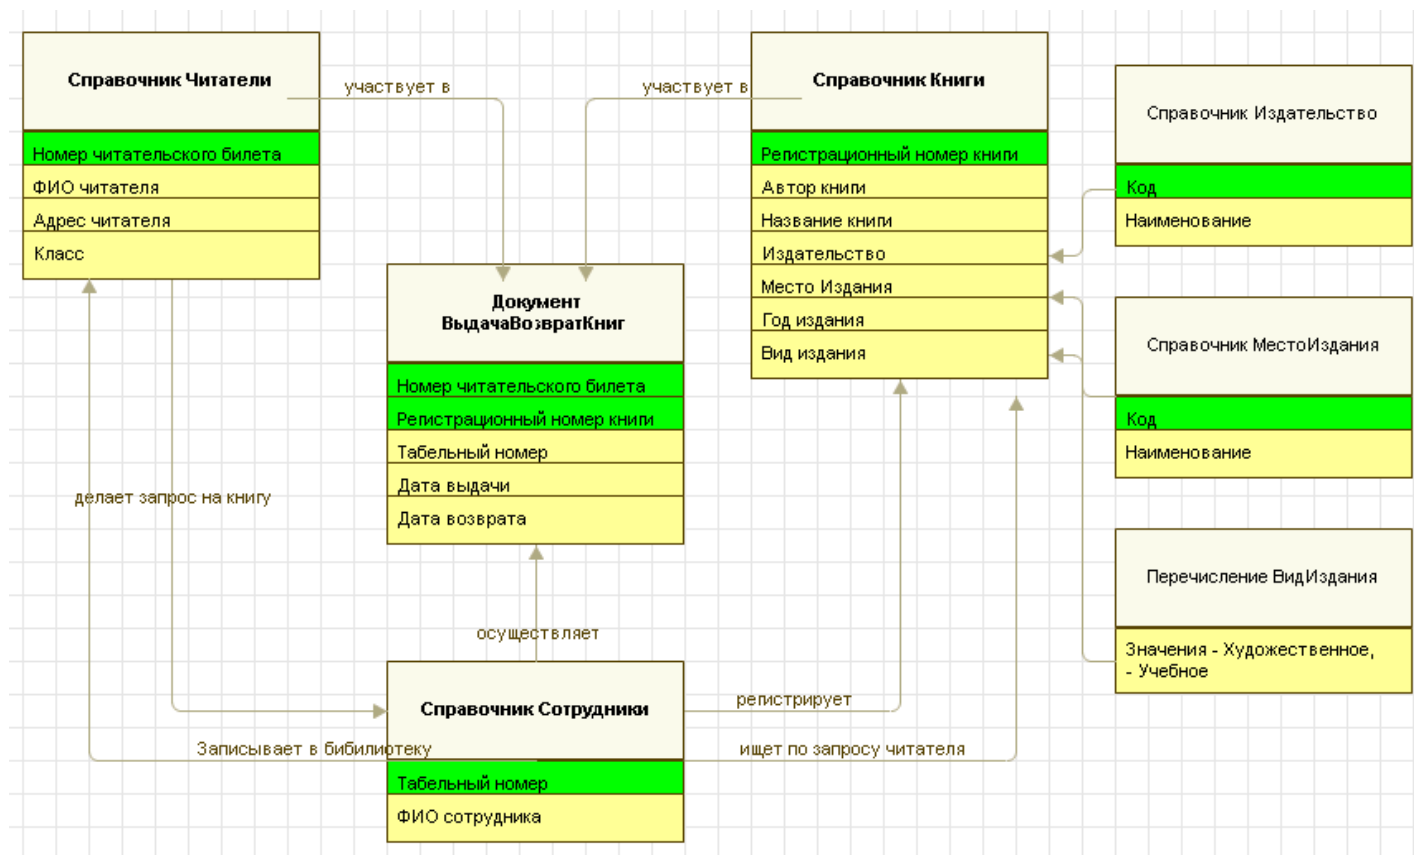 Справочник Читатели
Номер читательского билета
ФИО читателя
Адрес читателя
Класс
участвует в
участвует в
Справочник Книги
Регистрационный номер книги
Автор книги
Название книги
Издательство
Место Издания
Год издания
Вид издания
Справочник Издательство
Код
Наименование
Справочник МестоИздания
Код
Наименование
Перечисление ВидИздания
Значения - Художественное,
- Учебное
Документ
ВыдачаВозвратКниг
Номер читательского билета
Регистрационный номер книги
Табельный номер
Дата выдачи
Дата возврата
делает запрос на книгу
осуществляет
Справочник Сотрудники
Табельный номер
ФИО сотрудника
регистрирует
Записывает в бибилиотеку
ищет по запросу читателя